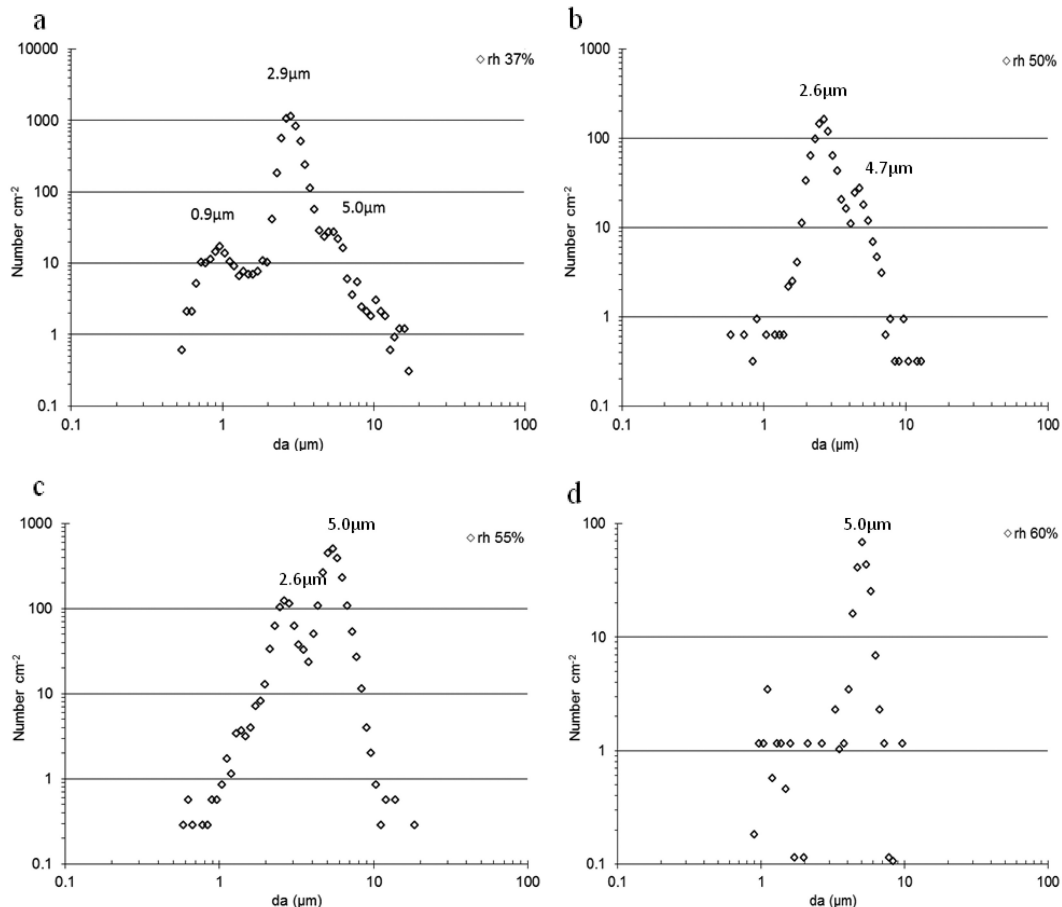 a
10000
1000
100
10
1
0.1
Number cm-2
2.9µm
0.9µm
5.0µm
◇rh 37%
0.1 1 10 100
da (µm)
b
1000
100
10
1
0.1
Number cm-2
2.6µm
4.7µm
◇rh 50%
0.1 1 10 100
da (µm)
c
1000
100
10
1
0.1
Number cm-2
5.0µm
2.6µm
◇rh 55%
0.1 1 10 100
da (µm)
d
100
10
1
0.1
Number cm-2
5.0µm
◇rh 60%
0.1 1 10 100
da (µm)